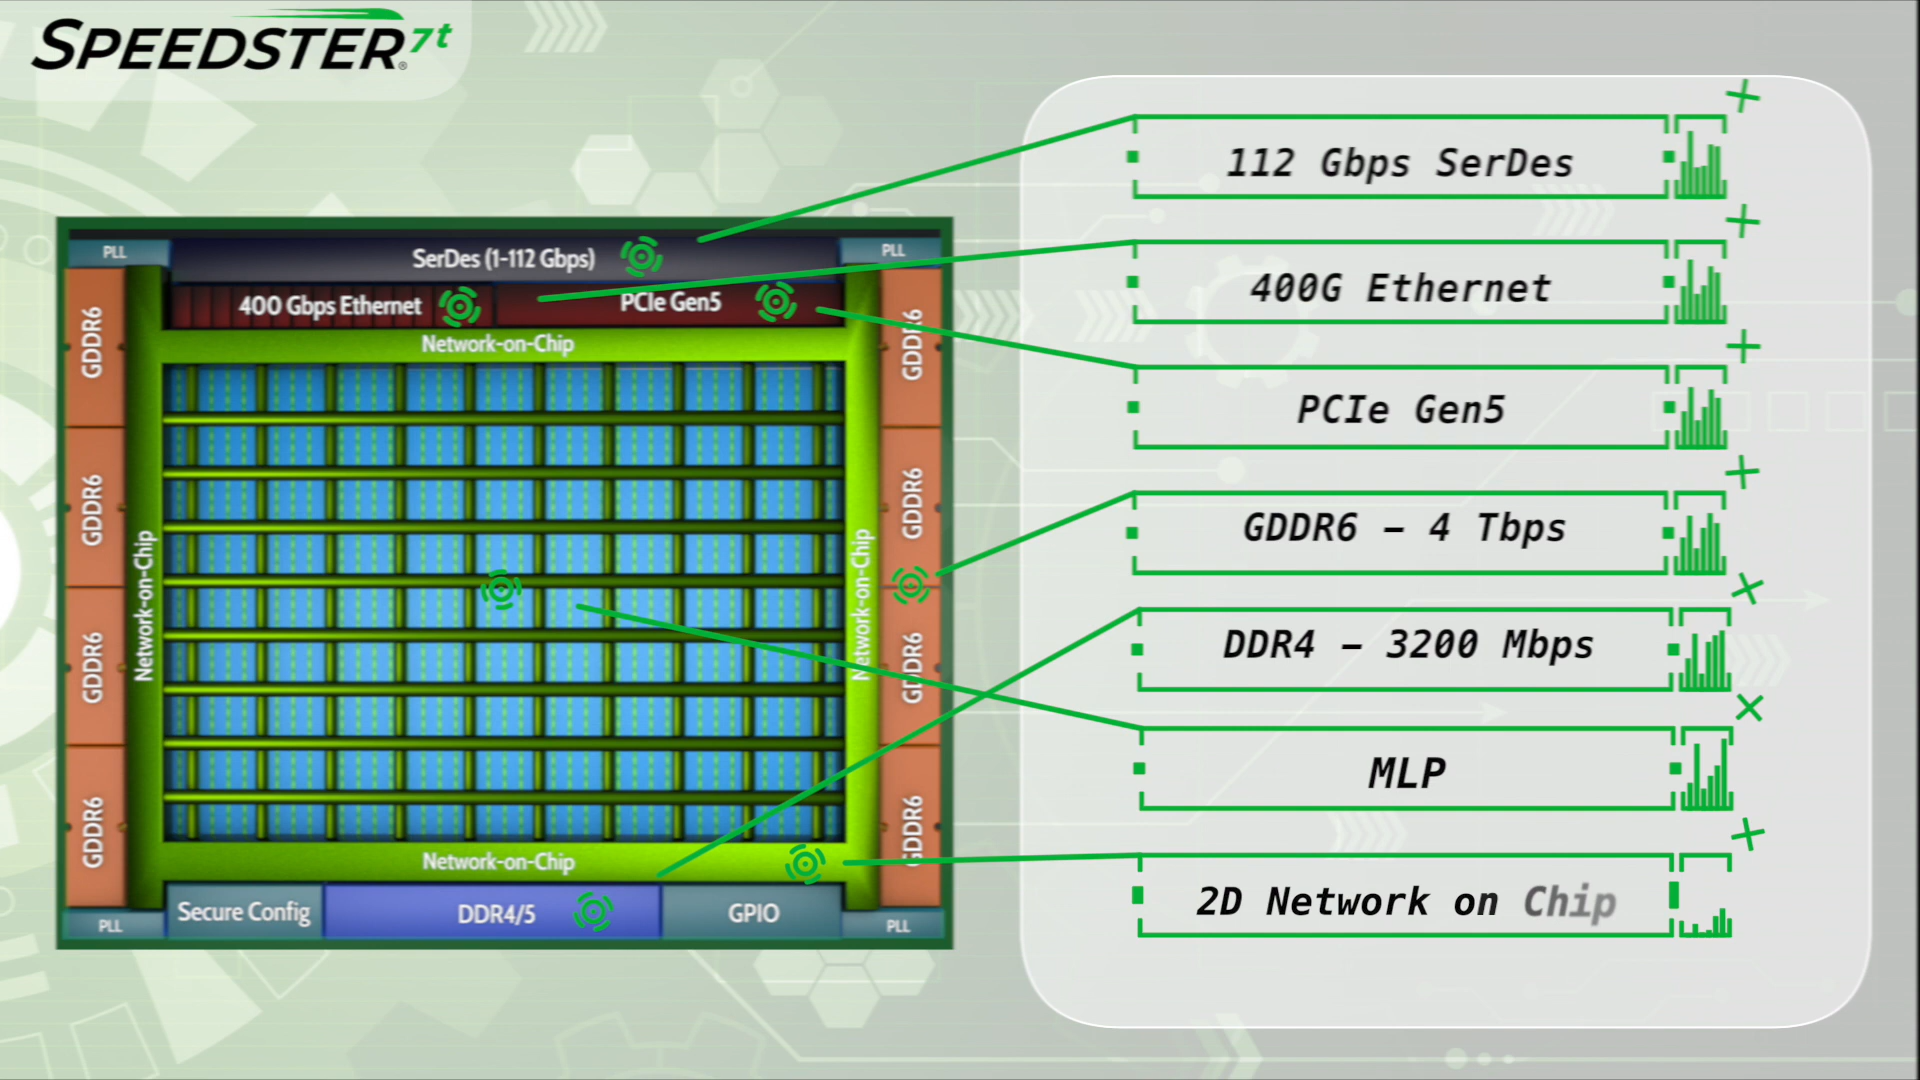 SPEEDSTER7t
®
PLL
SerDes (1-112 Gbps)
PLL
400 Gbps Ethernet
PCIe Gen5
Network-on-Chip
GDDR6
GDDR6
GDDR6
GDDR6
Network-on-Chip
Network-on-Chip
GDDR6
GDDR6
GDDR6
GDDR6
Network-on-Chip
PLL
Secure Config
DDR4/5
GPIO
PLL
112 Gbps SerDes
400G Ethernet
PCIe Gen5
GDDR6 – 4 Tbps
DDR4 – 3200 Mbps
MLP
2D Network on Chip